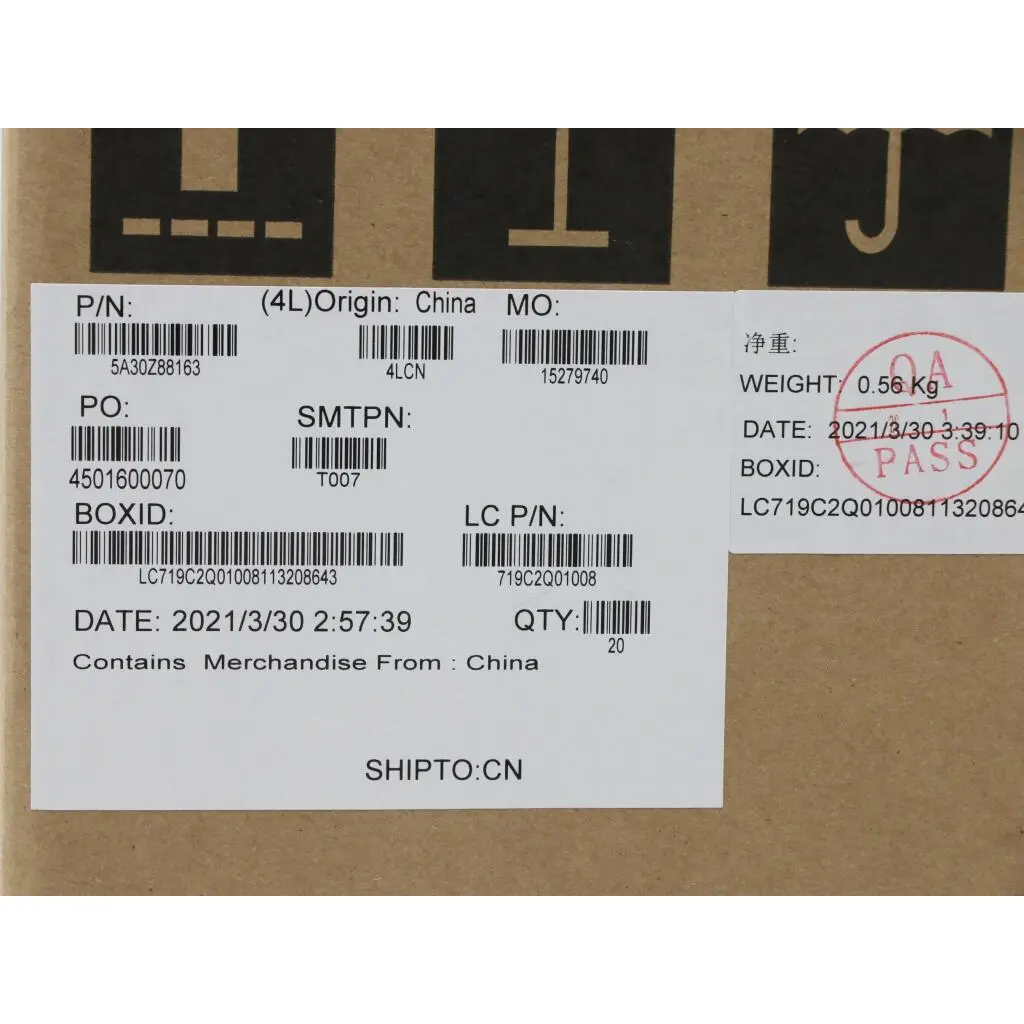 P/N: (4L)Origin: China MO:
5A30Z88163 4LCN 15279740
PO: SMTPN:
4501600070 T007
BOXID: LC P/N:
LC719C2Q01008113208643 719C2Q01008
DATE: 2021/3/30 2:57:39 QTY:
20
Contains Merchandise From : China
SHIPTO:CN
净重:
WEIGHT: 0.56 Kg
DATE: 2021/3/30 3:39:10
BOXID:
LC719C2Q0100811320864
QA
PASS